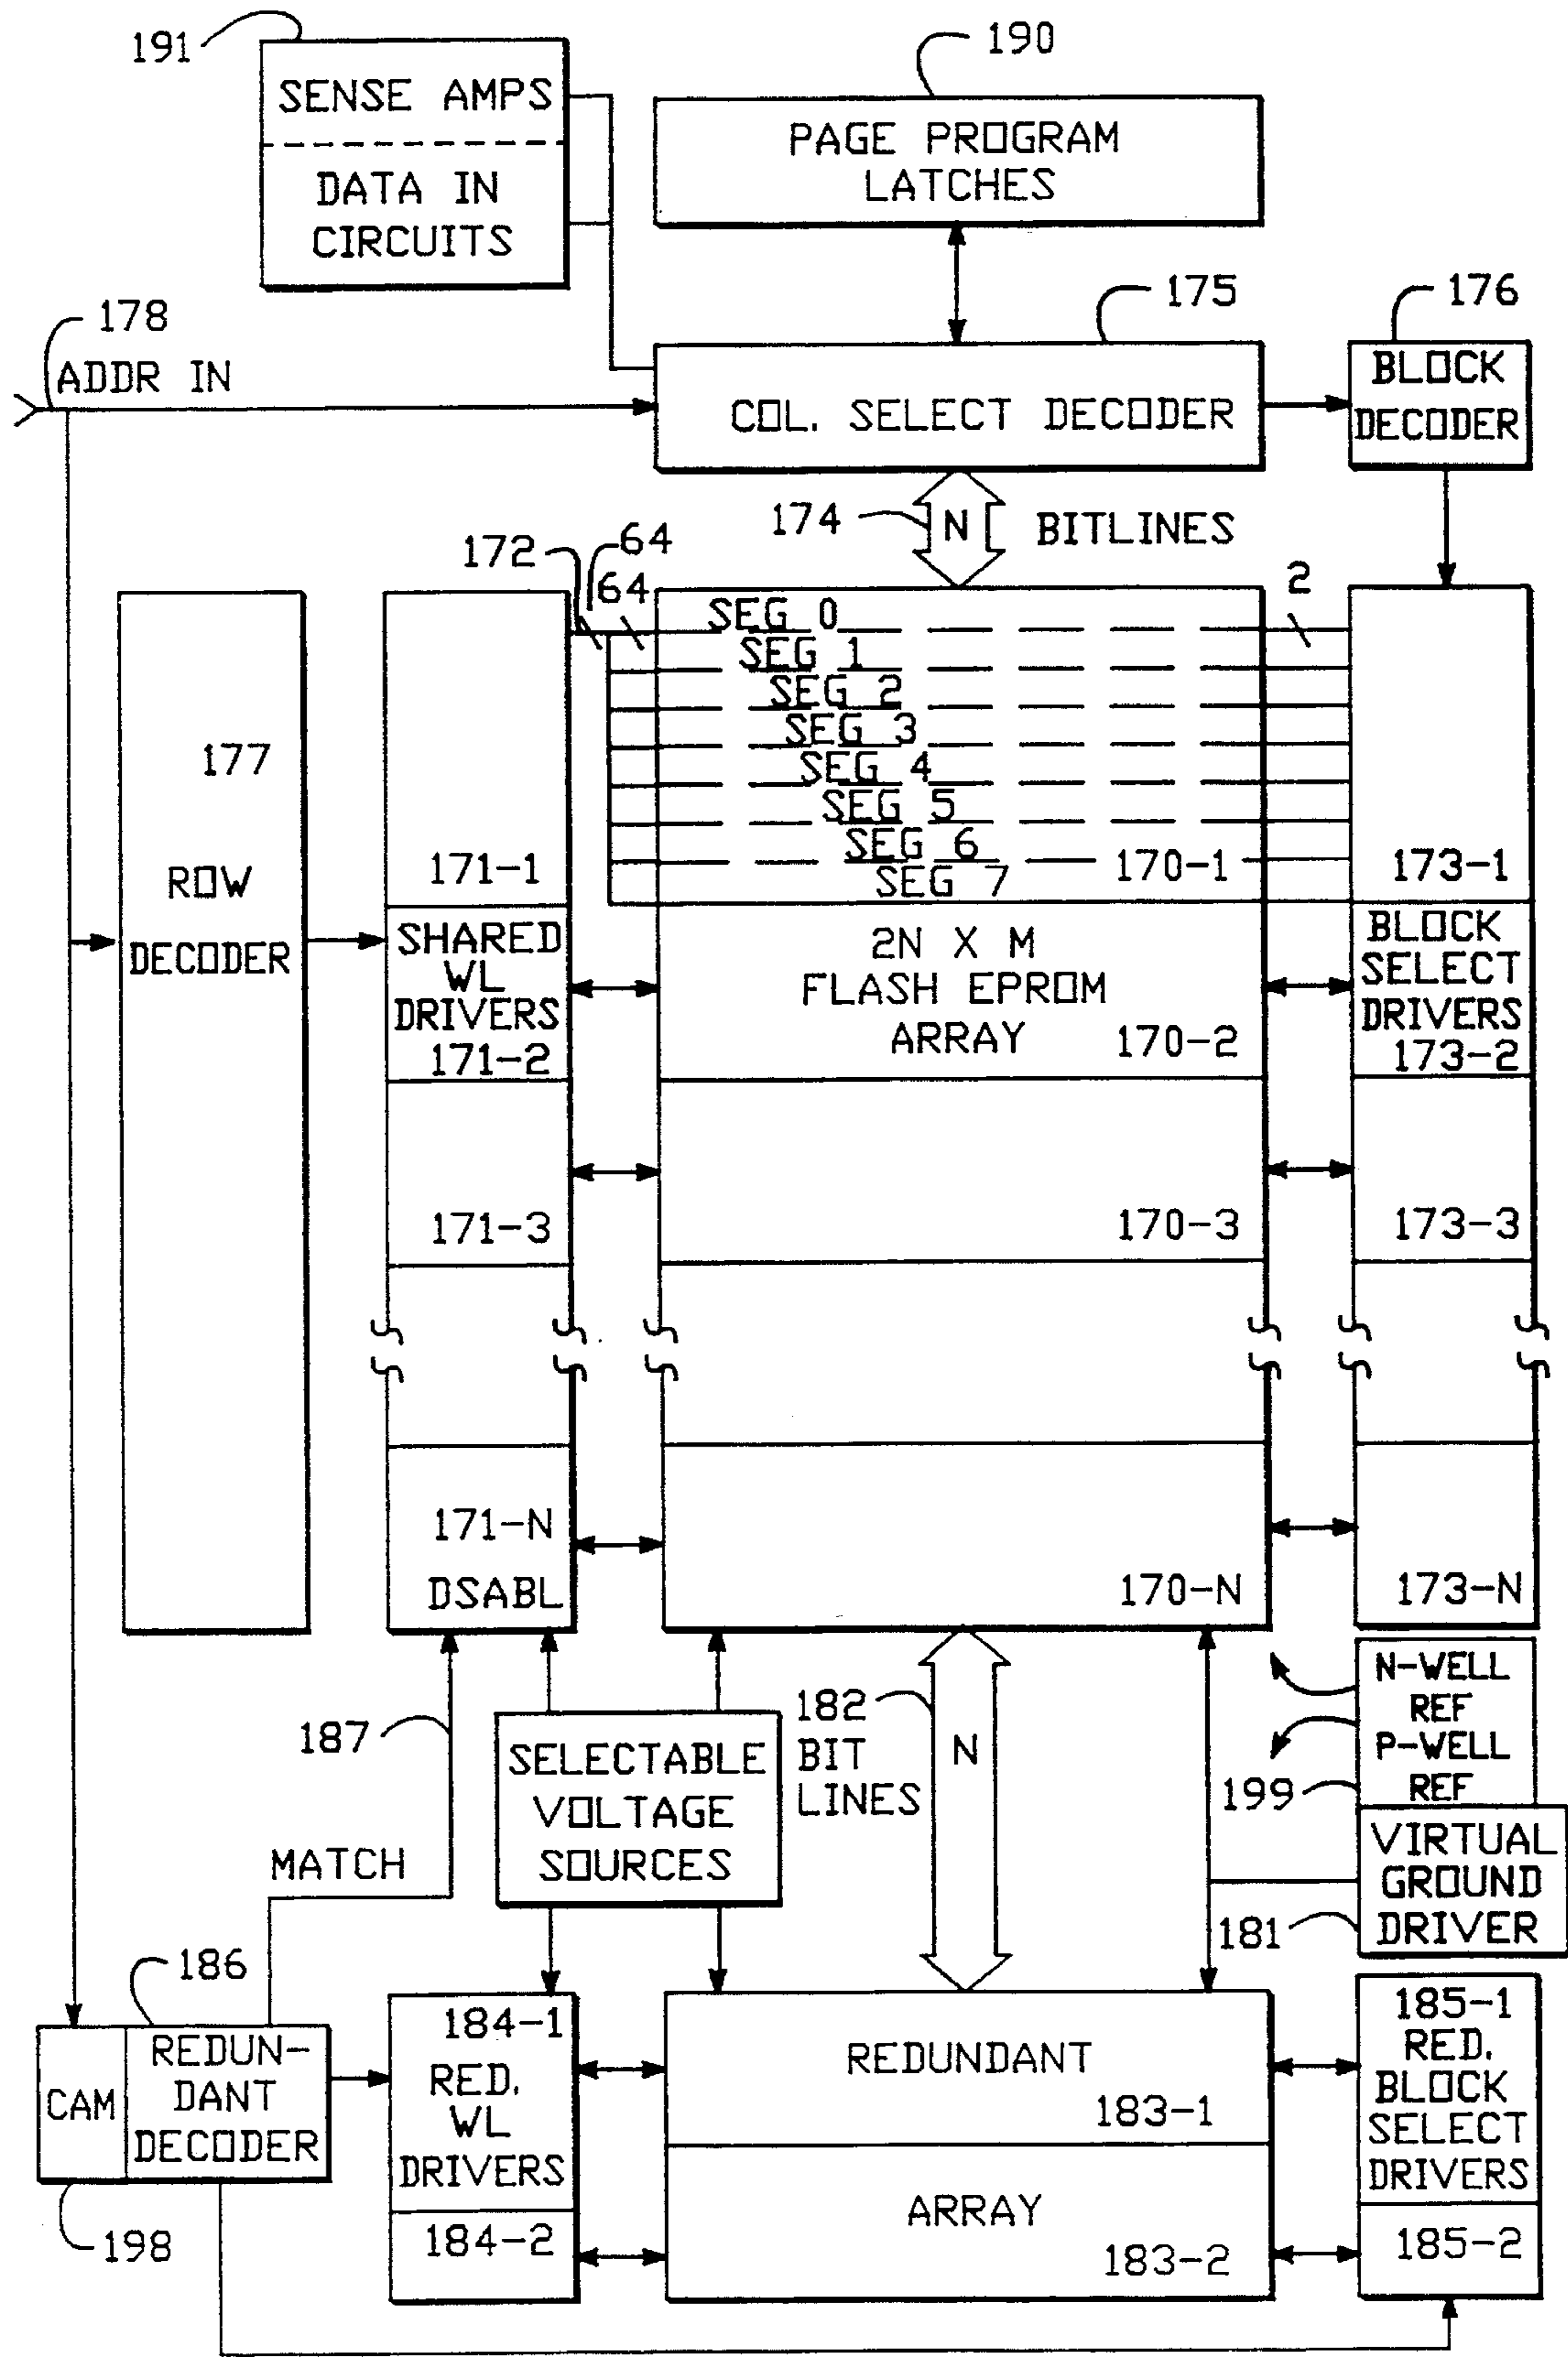 191
SENSE AMPS
DATA IN
CIRCUITS
190
PAGE PROGRAM
LATCHES
178
ADDR IN
175
COL. SELECT DECODER
176
BLOCK
DECODER
174
N
BITLINES
172
64
64
2
SEG 0
SEG 1
SEG 2
SEG 3
SEG 4
SEG 5
SEG 6
SEG 7
170-1
177
ROW
DECODER
171-1
SHARED
WL
DRIVERS
171-2
171-3
171-N
DSABL
2N X M
FLASH EPROM
ARRAY
170-2
170-3
170-N
173-1
BLOCK
SELECT
DRIVERS
173-2
173-3
173-N
187
MATCH
SELECTABLE
VOLTAGE
SOURCES
182
BIT
LINES
N
N-WELL
REF
P-WELL
REF
199
VIRTUAL
GROUND
DRIVER
181
186
CAM
REDUN-
DANT
DECODER
198
184-1
RED.
WL
DRIVERS
184-2
REDUNDANT
183-1
ARRAY
183-2
185-1
RED.
BLOCK
SELECT
DRIVERS
185-2